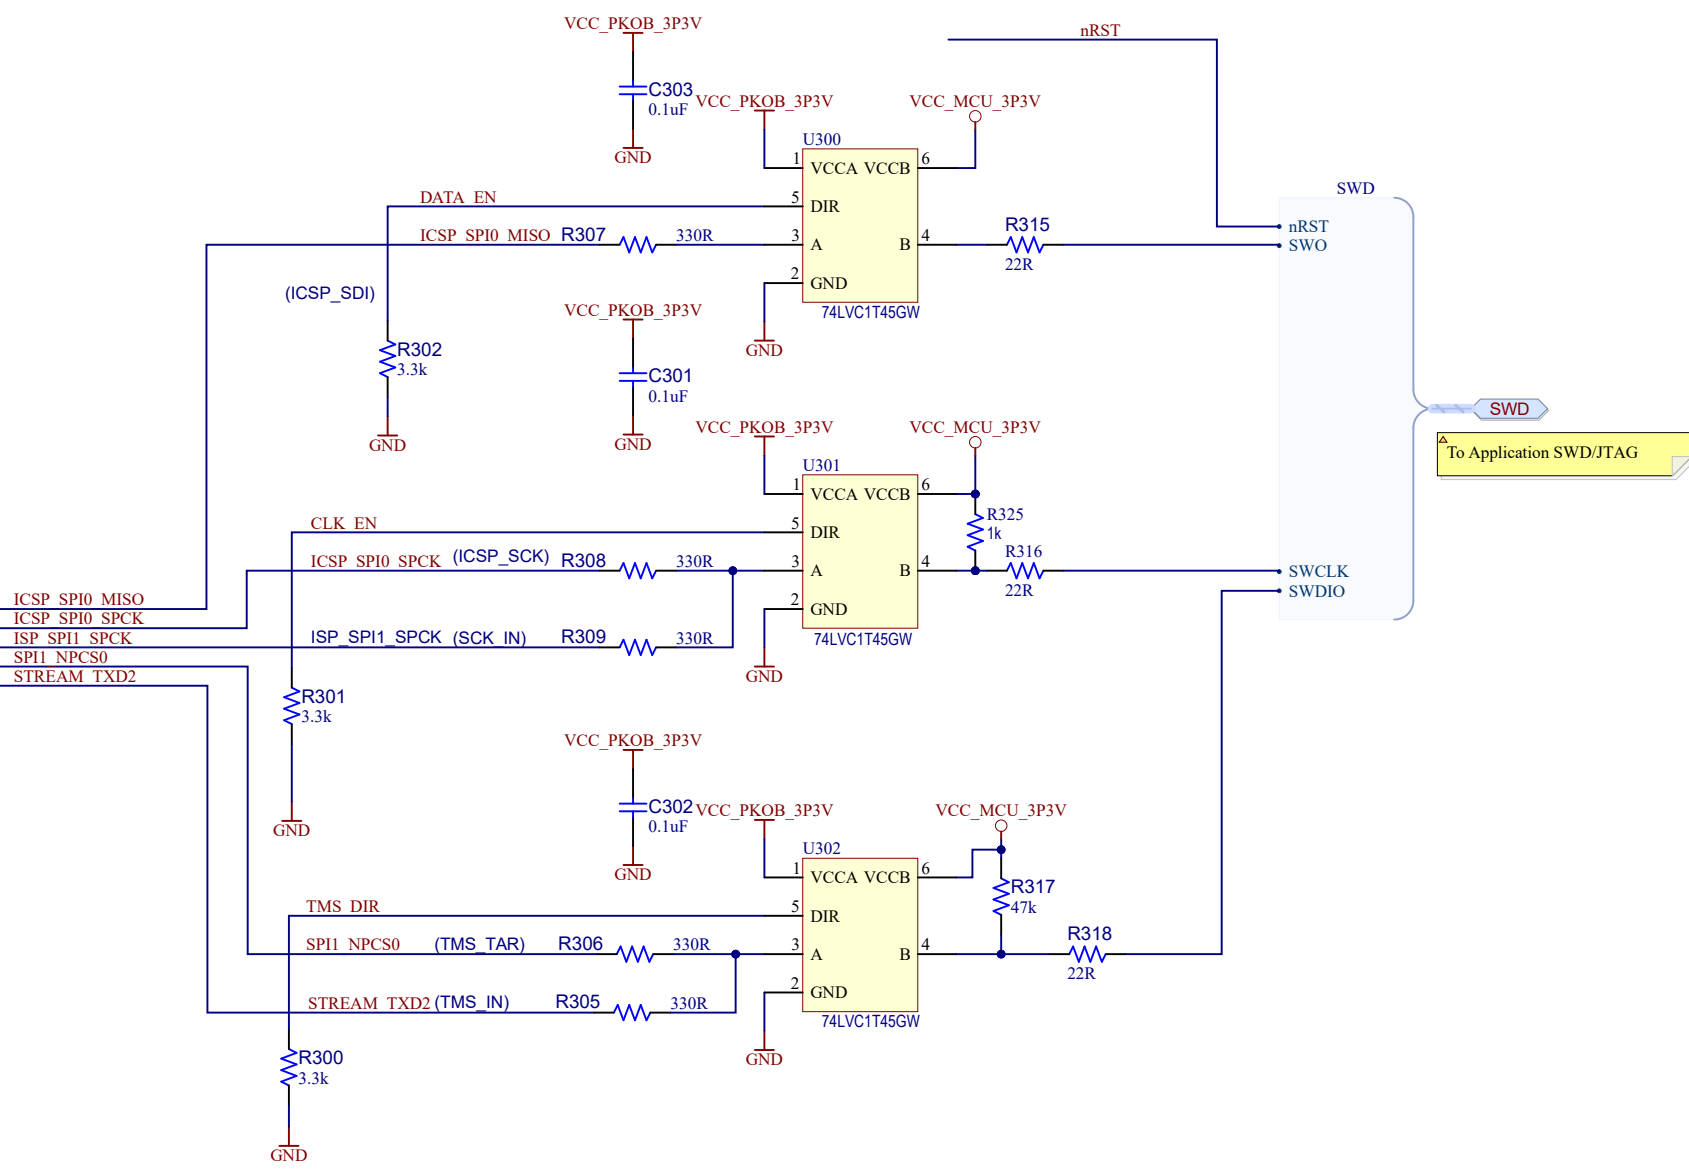 VCC_PKOB_3P3V
nRST
C303
0.1uF
GND
VCC_PKOB_3P3V
VCC_MCU_3P3V
U300
1 VCCA VCCB 6
DATA_EN
5 DIR
ICSP_SPI0_MISO R307 330R
3 A B 4
R315
22R
2 GND
74LVC1T45GW
GND
SWD
nRST
SWO
(ICSP_SDI)
R302
3.3k
GND
VCC_PKOB_3P3V
C301
0.1uF
GND
VCC_PKOB_3P3V
VCC_MCU_3P3V
SWD
To Application SWD/JTAG
U301
1 VCCA VCCB 6
R325
1k
CLK_EN
5 DIR
ICSP_SPI0_SPCK (ICSP_SCK) R308 330R
3 A B 4
R316
22R
SWCLK
SWDIO
2 GND
74LVC1T45GW
GND
ICSP_SPI0_MISO
ICSP_SPI0_SPCK
ISP_SPI1_SPCK
SPI1_NPCS0
STREAM_TXD2
ISP_SPI1_SPCK (SCK_IN) R309 330R
R301
3.3k
GND
VCC_PKOB_3P3V
C302
0.1uF
GND
VCC_PKOB_3P3V
VCC_MCU_3P3V
U302
1 VCCA VCCB 6
R317
47k
TMS_DIR
5 DIR
SPI1_NPCS0 (TMS_TAR) R306 330R
3 A B 4
R318
22R
2 GND
74LVC1T45GW
GND
STREAM_TXD2 (TMS_IN) R305 330R
R300
3.3k
GND